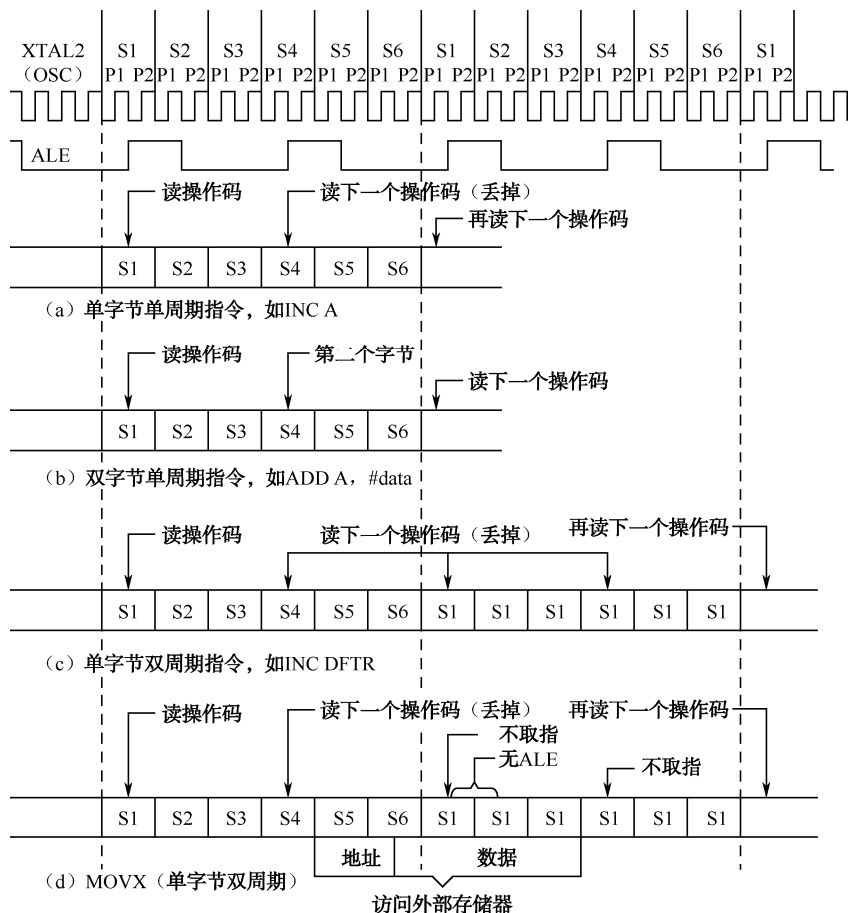 XTAL2 S1 S2 S3 S4 S5 S6 S1 S2 S3 S4 S5 S6 S1
（OSC） P1 P2 P1 P2 P1 P2 P1 P2 P1 P2 P1 P2 P1 P2 P1 P2 P1 P2 P1 P2 P1 P2 P1 P2 P1 P2
ALE
读操作码 读下一个操作码（丢掉）
再读下一个操作码
S1 S2 S3 S4 S5 S6
（a）单字节单周期指令，如INC A
读操作码 第二个字节
读下一个操作码
S1 S2 S3 S4 S5 S6
（b）双字节单周期指令，如ADD A，#data
读操作码 读下一个操作码（丢掉） 再读下一个操作码
S1 S2 S3 S4 S5 S6 S1 S1 S1 S1 S1 S1
（c）单字节双周期指令，如INC DFTR
读操作码 读下一个操作码（丢掉） 再读下一个操作码
不取指
无ALE 不取指
S1 S2 S3 S4 S5 S6 S1 S1 S1 S1 S1 S1
地址 数据
（d）MOVX（单字节双周期）
访问外部存储器